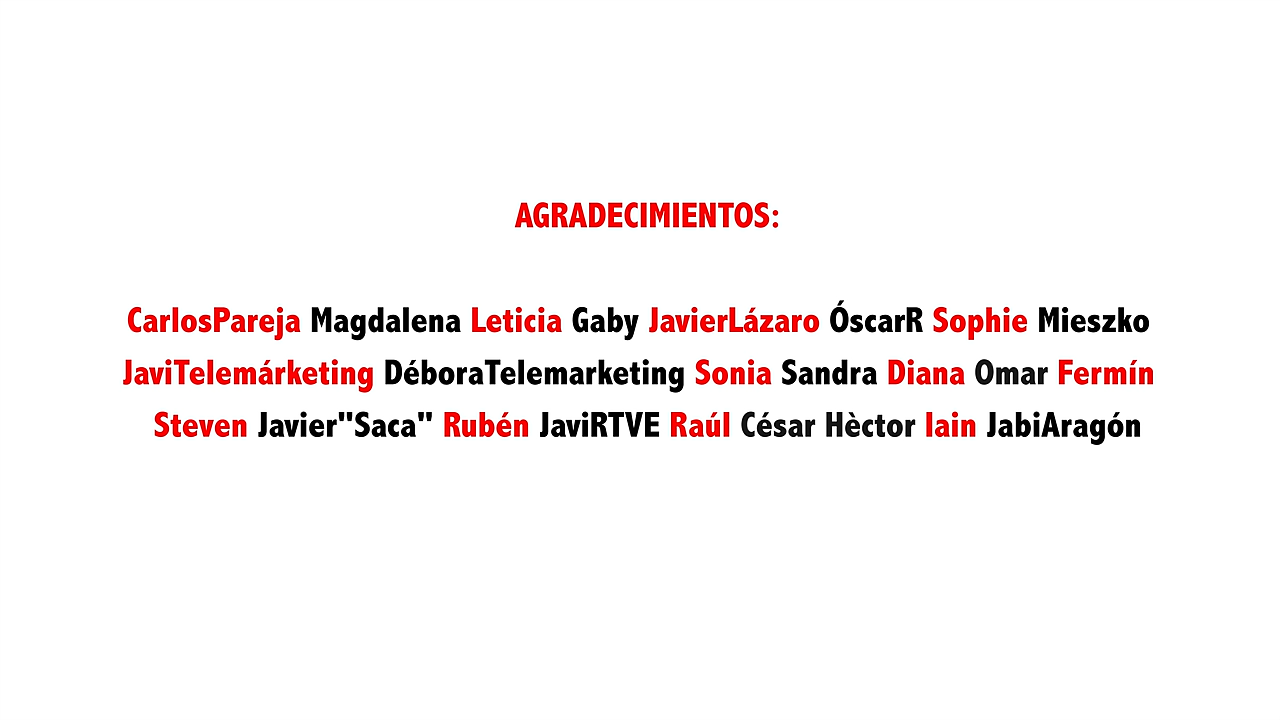 AGRADECIMIENTOS:
CarlosPareja Magdalena Leticia Gaby JavierLázaro ÓscarR Sophie Mieszko
JaviTelemárketing DéboraTelemarketing Sonia Sandra Diana Omar Fermín
Steven Javier"Saca" Rubén JaviRTVE Raúl César Hèctor Iain JabiAragón